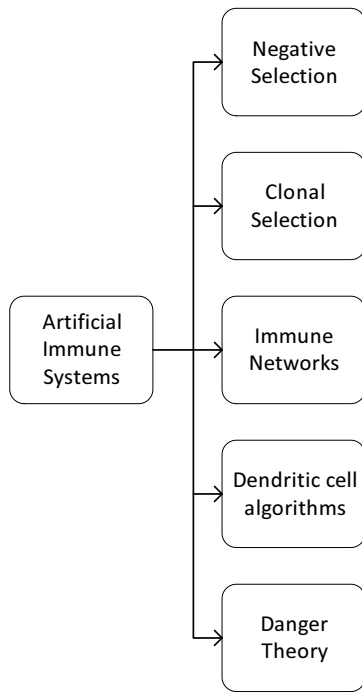 Negative
Selection
Clonal
Selection
Artificial
Immune
Systems
Immune
Networks
Dendritic cell
algorithms
Danger
Theory